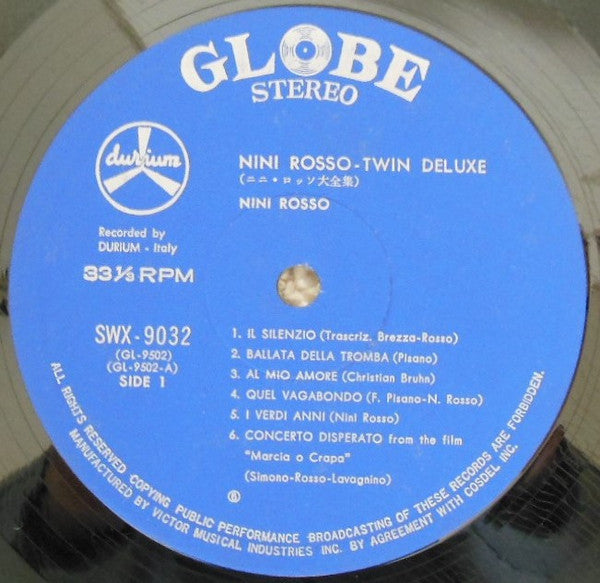 GLOBE
STEREO
durium
NINI ROSSO-TWIN DELUXE
(ニニ・ロッソ大全集)
NINI ROSSO
Recorded by
DURIUM - Italy
33 1/3 RPM
SWX-9032
(GL-9502)
(GL-9502-A)
SIDE 1
1. IL SILENZIO (Trascriz. Brezza-Rosso)
2. BALLATA DELLA TROMBA (Pisano)
3. AL MIO AMORE (Christian Bruhn)
4. QUEL VAGABONDO (F. Pisano-N. Rosso)
5. I VERDI ANNI (Nini Rosso)
6. CONCERTO DISPERATO from the film
"Marcia o Crapa"
(Simono-Rosso-Lavagnino)
ALL RIGHTS RESERVED COPYING PUBLIC PERFORMANCE BROADCASTING OF THESE RECORDS ARE FORBIDDEN.
MANUFACTURED BY VICTOR MUSICAL INDUSTRIES INC. BY AGREEMENT WITH COSDEL INC.